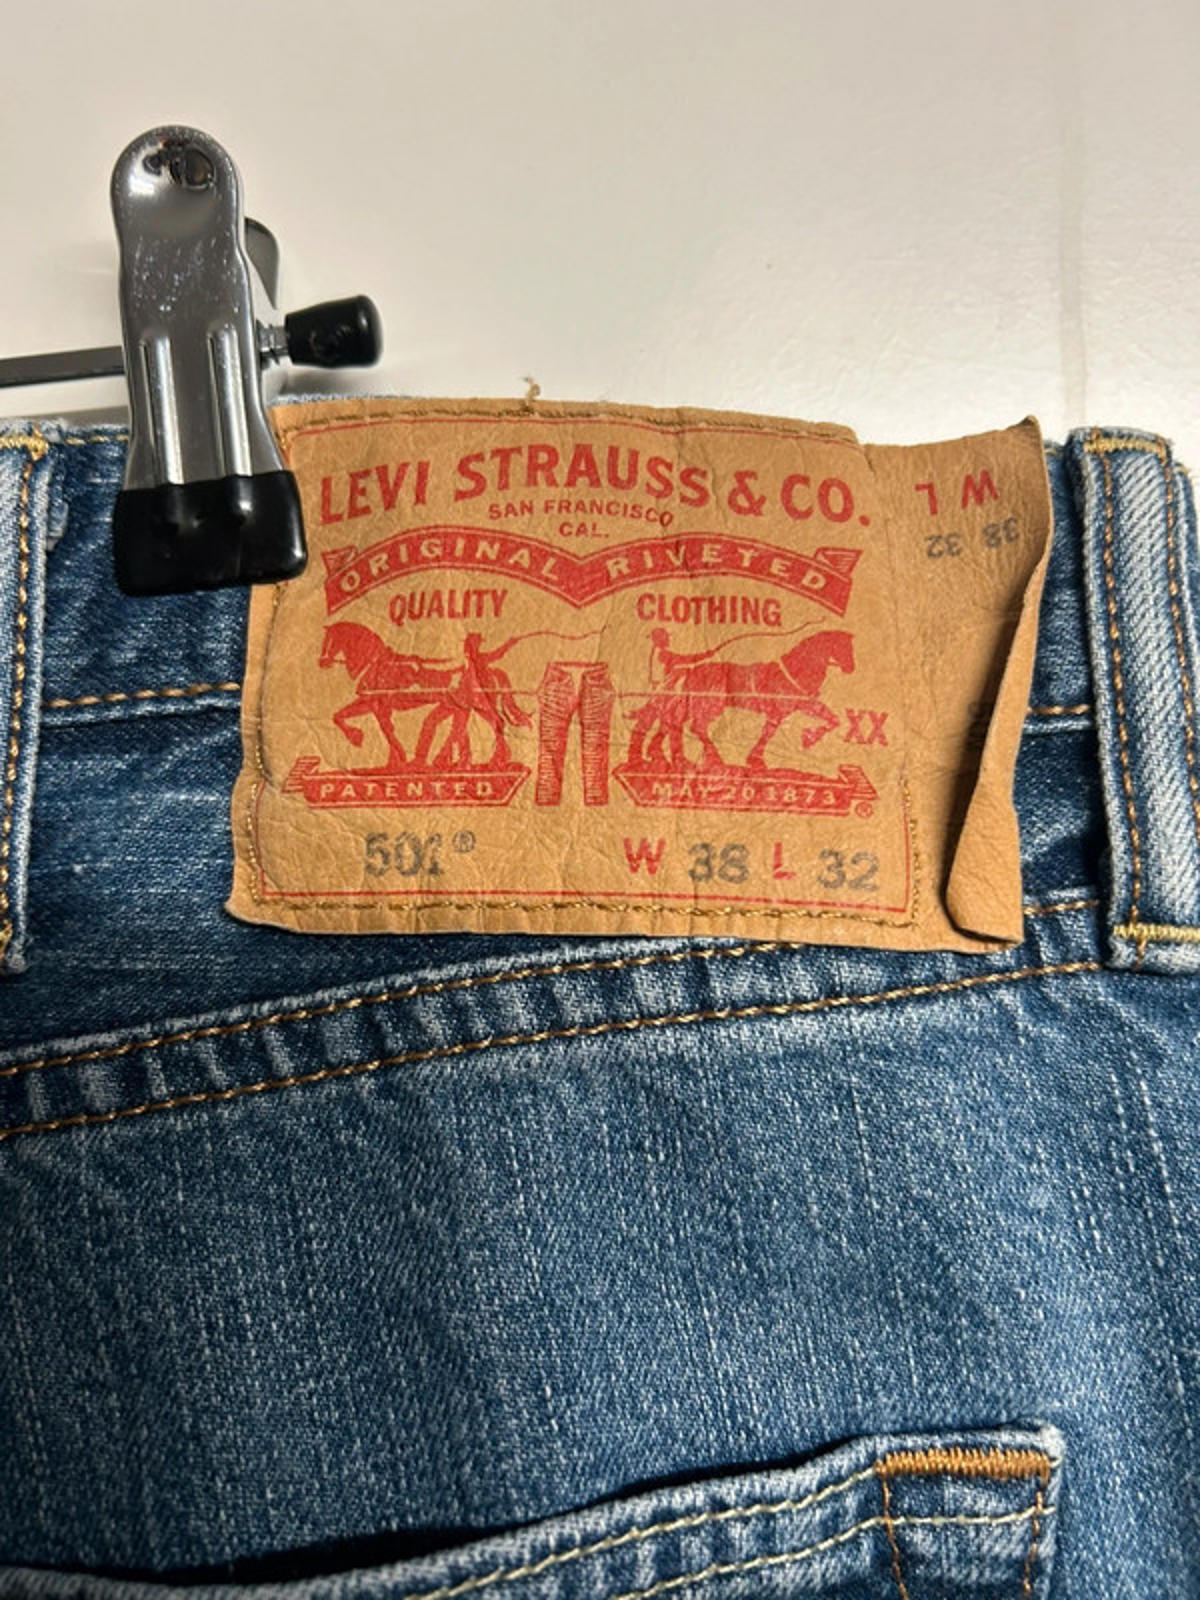 LEVI STRAUSS & CO.
SAN FRANCISCO
CAL.
ORIGINAL RIVETED
QUALITY CLOTHING
XX
PATENTED MAY 20 1873 ®
501® W 38 L 32
W L
38 32